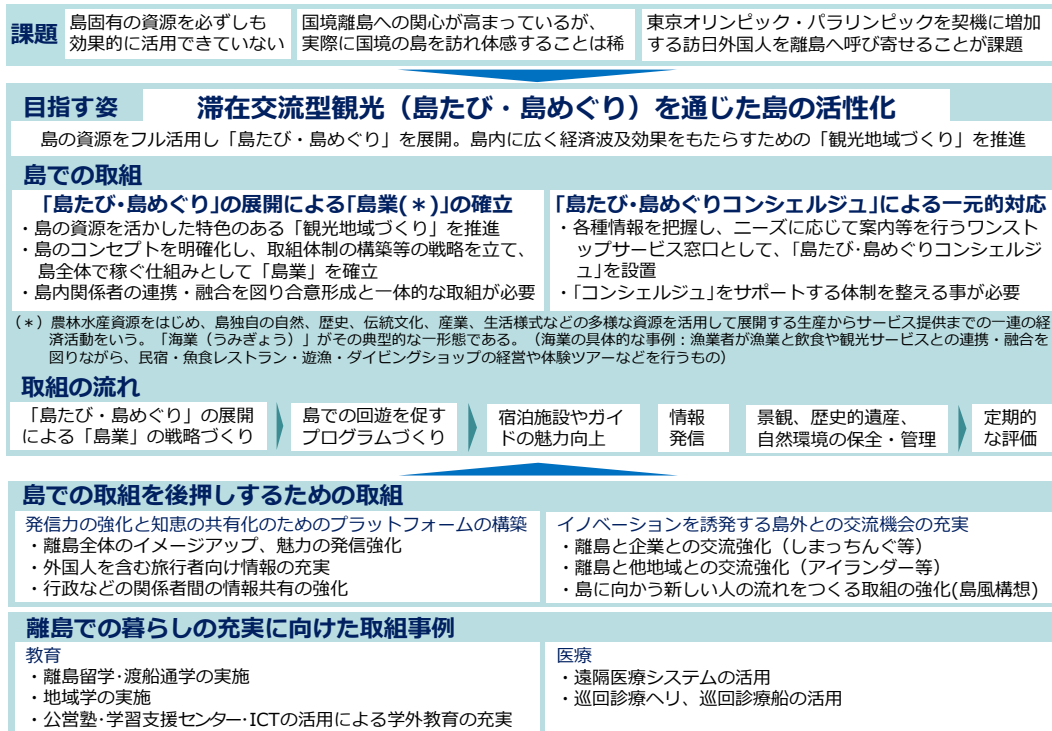 課題
島固有の資源を必ずしも
効果的に活用できていない
国境離島への関心が高まっているが、
実際に国境の島を訪れ体感することは稀
東京オリンピック・パラリンピックを契機に増加
する訪日外国人を離島へ呼び寄せることが課題
目指す姿
滞在交流型観光（島たび・島めぐり）を通じた島の活性化
島の資源をフル活用し「島たび・島めぐり」を展開。島内に広く経済波及効果をもたらすための「観光地域づくり」を推進
島での取組
「島たび・島めぐり」の展開による「島業(＊)」の確立
・島の資源を活かした特色のある「観光地域づくり」を推進
・島のコンセプトを明確化し、取組体制の構築等の戦略を立て、
島全体で稼ぐ仕組みとして「島業」を確立
・島内関係者の連携・融合を図り合意形成と一体的な取組が必要
「島たび・島めぐりコンシェルジュ」による一元的対応
・各種情報を把握し、ニーズに応じて案内等を行うワンスト
ップサービス窓口として、「島たび・島めぐりコンシェルジ
ュ」を設置
・「コンシェルジュ」をサポートする体制を整える事が必要
（＊）農林水産資源をはじめ、島独自の自然、歴史、伝統文化、産業、生活様式などの多様な資源を活用して展開する生産からサービス提供までの一連の経
済活動をいう。「海業（うみぎょう）」がその典型的な一形態である。（海業の具体的な事例：漁業者が漁業と飲食や観光サービスとの連携・融合を
図りながら、民宿・魚食レストラン・遊漁・ダイビングショップの経営や体験ツアーなどを行うもの）
取組の流れ
「島たび・島めぐり」の展開
による「島業」の戦略づくり
島での回遊を促す
プログラムづくり
宿泊施設やガイ
ドの魅力向上
情報
発信
景観、歴史的遺産、
自然環境の保全・管理
定期的
な評価
島での取組を後押しするための取組
発信力の強化と知恵の共有化のためのプラットフォームの構築
・離島全体のイメージアップ、魅力の発信強化
・外国人を含む旅行者向け情報の充実
・行政などの関係者間の情報共有の強化
イノベーションを誘発する島外との交流機会の充実
・離島と企業との交流強化（しまっちんぐ等）
・離島と他地域との交流強化（アイランダー等）
・島に向かう新しい人の流れをつくる取組の強化(島風構想)
離島での暮らしの充実に向けた取組事例
教育
・離島留学・渡船通学の実施
・地域学の実施
・公営塾・学習支援センター・ICTの活用による学外教育の充実
医療
・遠隔医療システムの活用
・巡回診療ヘリ、巡回診療船の活用